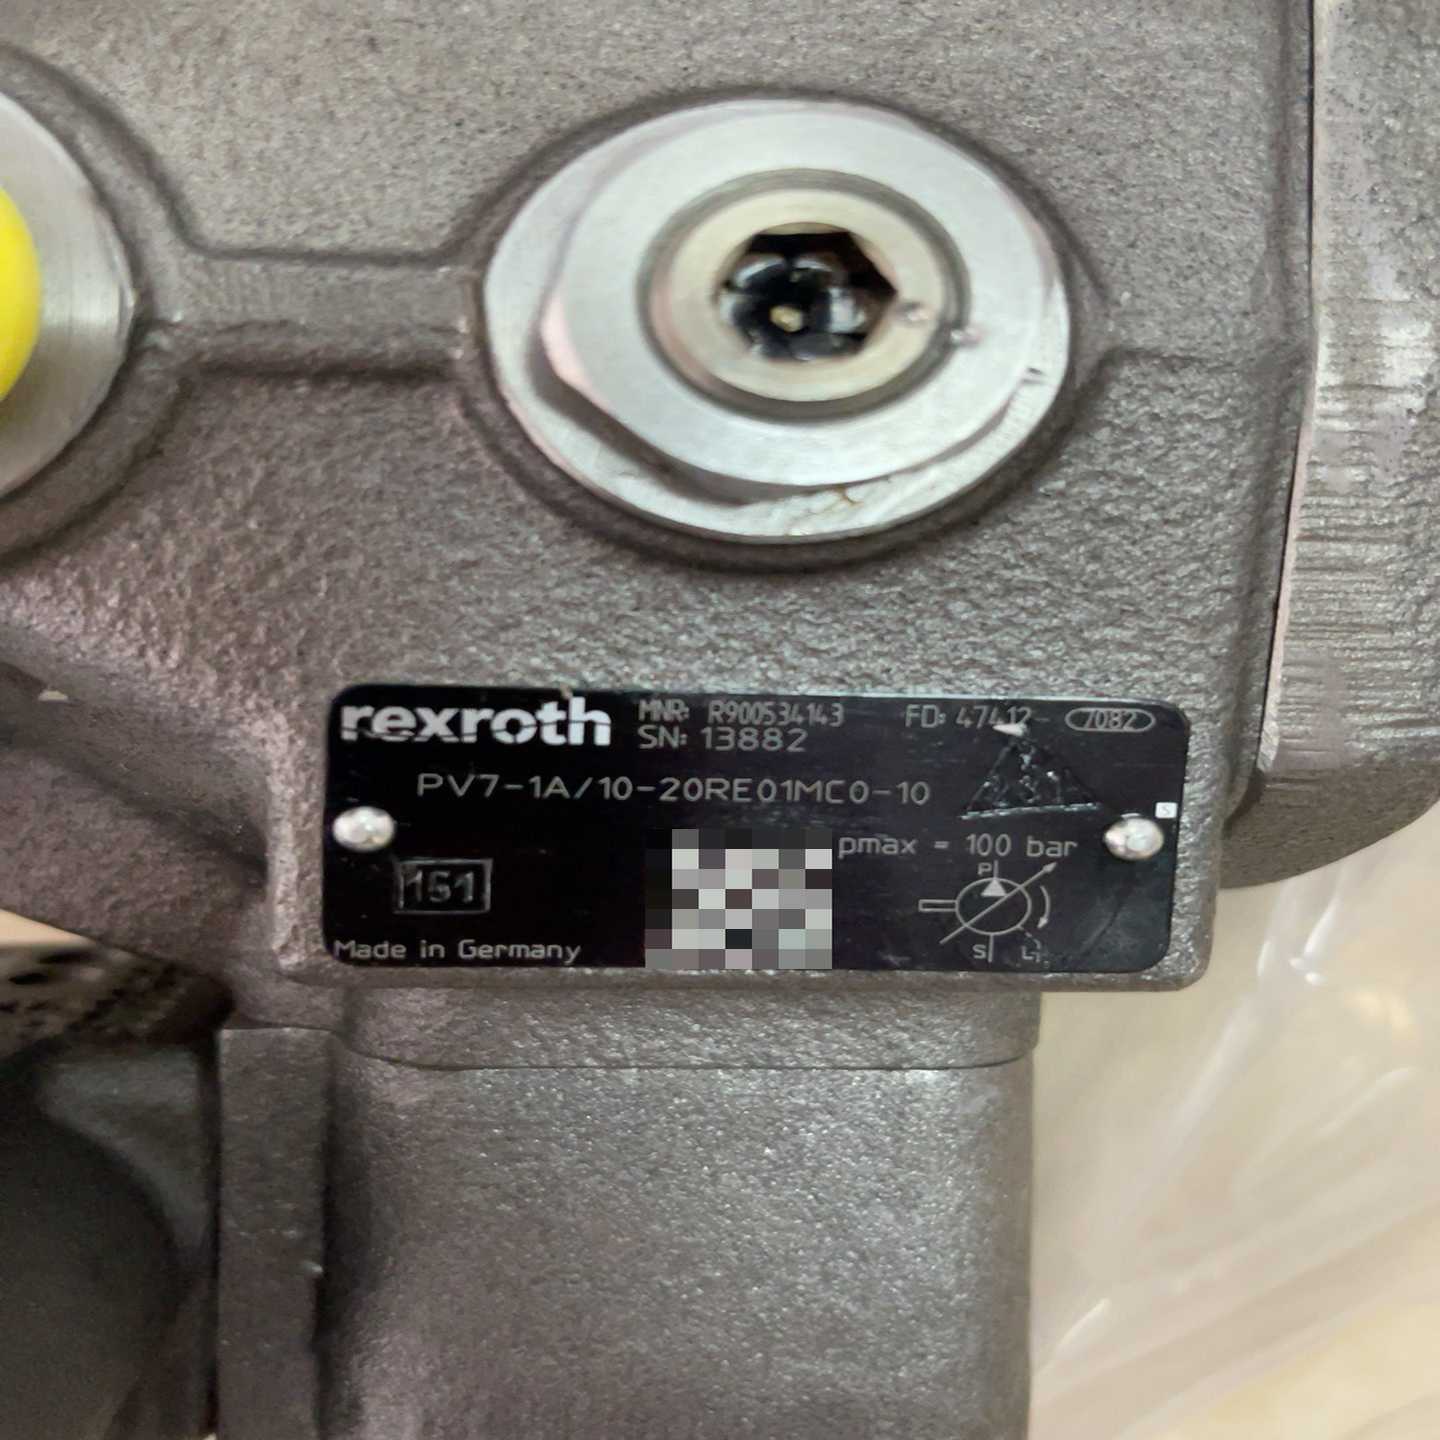 rexroth MNR: R900534143 FD: 47412- 7082
SN: 13882
PV7-1A/10-20RE01MC0-10
pmax = 100 bar
S
151
P
Made in Germany
S L1